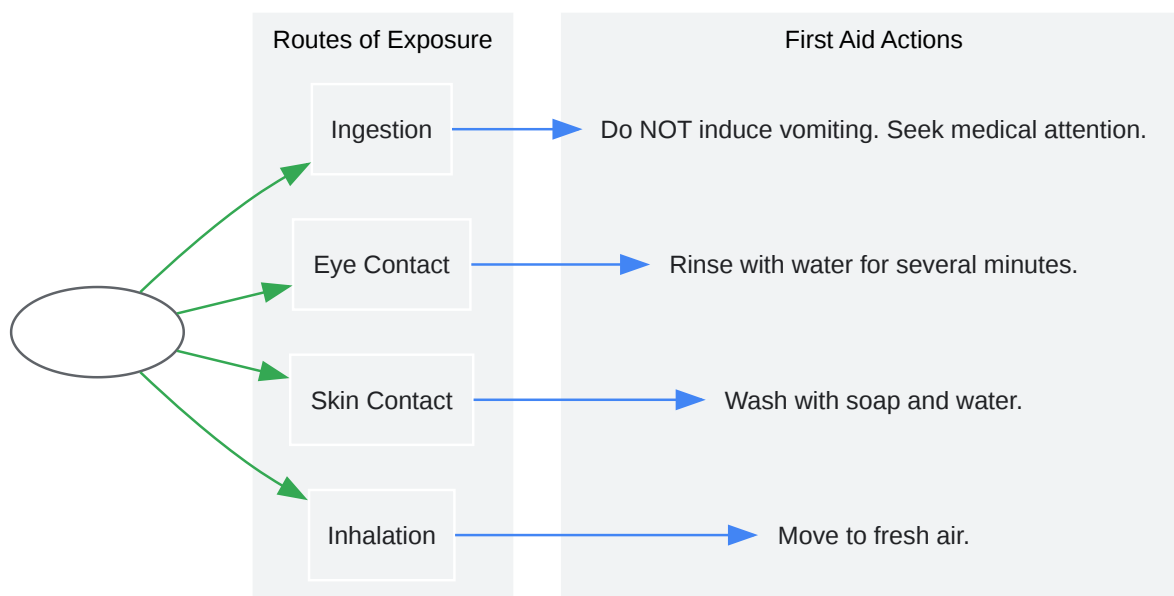 Routes of Exposure
First Aid Actions
Ingestion
Do NOT induce vomiting. Seek medical attention.
Eye Contact
Rinse with water for several minutes.
Skin Contact
Wash with soap and water.
Inhalation
Move to fresh air.